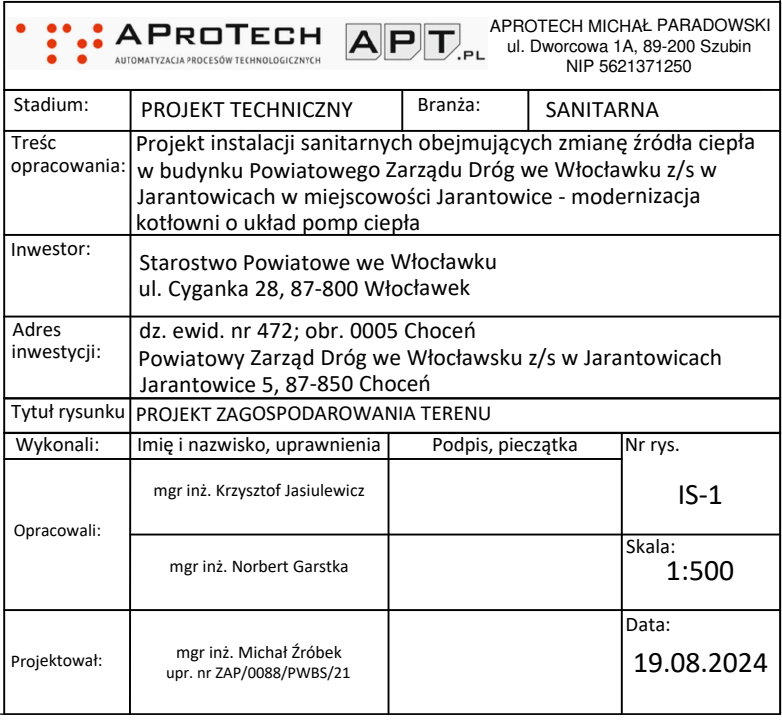 APROTECH
AUTOMATYZACJA PROCESÓW TECHNOLOGICZNYCH
APT.PL
APROTECH MICHAŁ PARADOWSKI
ul. Dworcowa 1A, 89-200 Szubin
NIP 5621371250
Stadium: PROJEKT TECHNICZNY Branża: SANITARNA
Treść opracowania:
Projekt instalacji sanitarnych obejmujących zmianę źródła ciepła
w budynku Powiatowego Zarządu Dróg we Włocławku z/s w
Jarantowicach w miejscowości Jarantowice - modernizacja
kotłowni o układ pomp ciepła
Inwestor:
Starostwo Powiatowe we Włocławku
ul. Cyganka 28, 87-800 Włocławek
Adres inwestycji:
dz. ewid. nr 472; obr. 0005 Choceń
Powiatowy Zarząd Dróg we Włocławsku z/s w Jarantowicach
Jarantowice 5, 87-850 Choceń
Tytuł rysunku PROJEKT ZAGOSPODAROWANIA TERENU
Wykonali: Imię i nazwisko, uprawnienia Podpis, pieczątka Nr rys.
IS-1
Opracowali:
mgr inż. Krzysztof Jasiulewicz
mgr inż. Norbert Garstka
Skala:
1:500
Projektował:
mgr inż. Michał Źróbek
upr. nr ZAP/0088/PWBS/21
Data:
19.08.2024